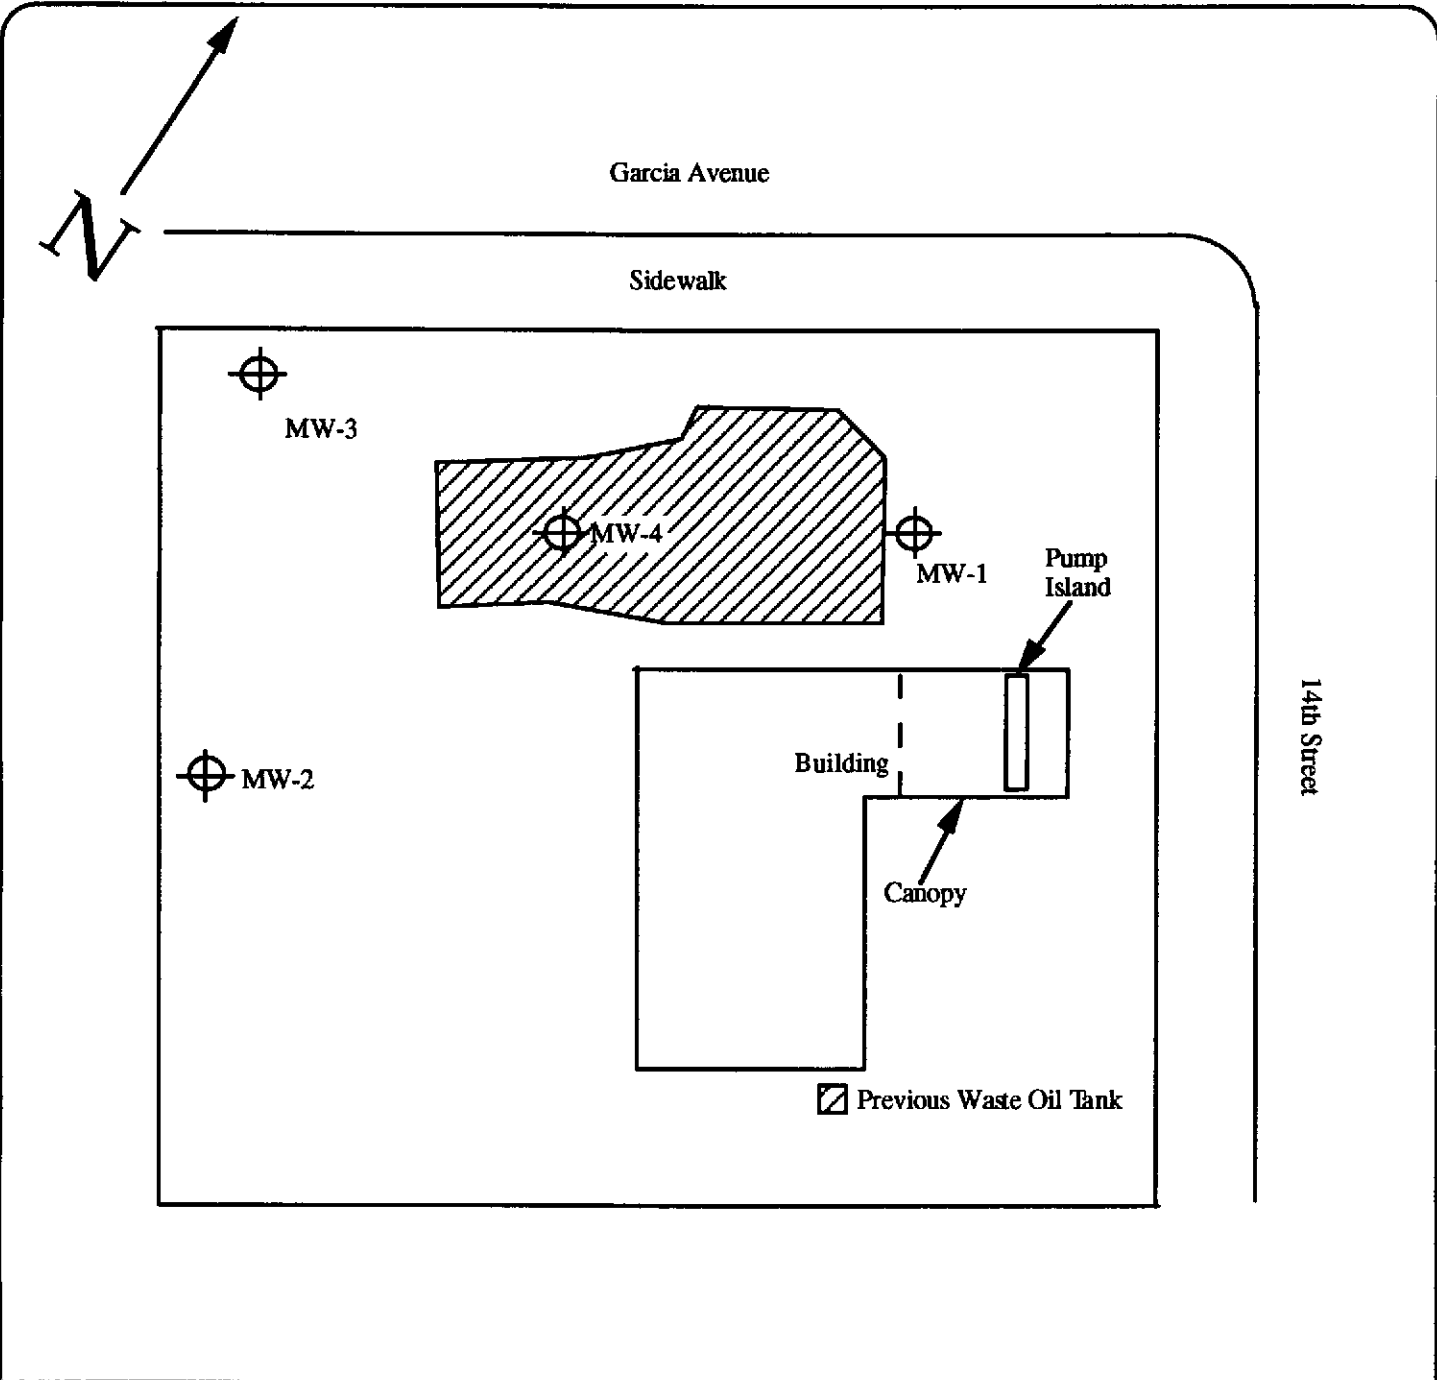 N
Garcia Avenue
Sidewalk
MW-3
MW-4
MW-1
Pump
Island
14th Street
Building
MW-2
Canopy
Previous Waste Oil Tank